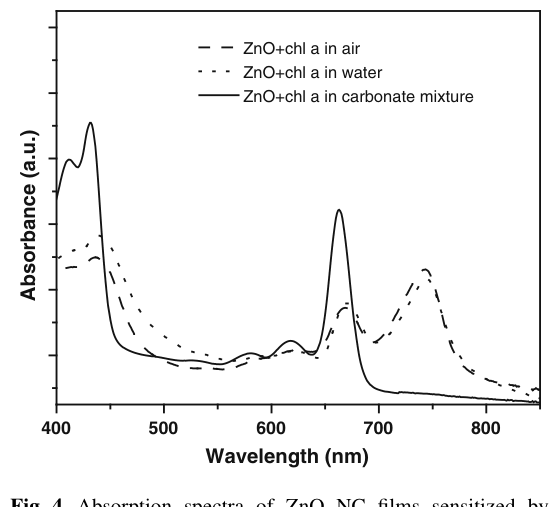 ZnO+chl a in air
ZnO+chl a in water
ZnO+chl a in carbonate mixture
Absorbance (a.u.)
400 500 600 700 800
Wavelength (nm)
Fig. 4 Absorption spectra of ZnO NC films sensitized by